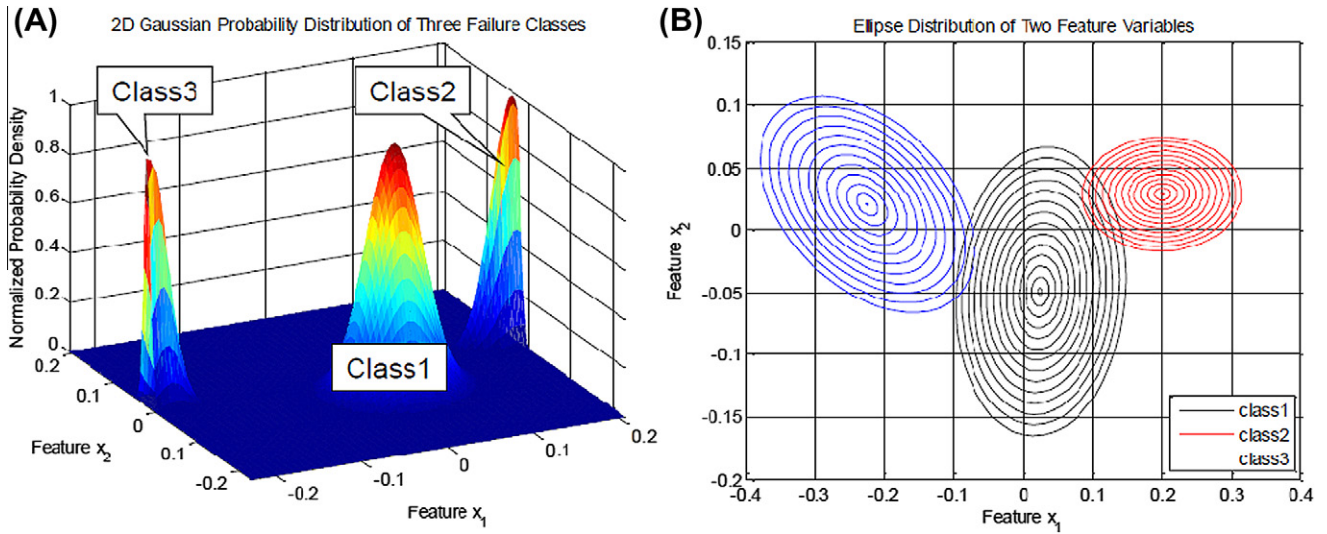 (A)
2D Gaussian Probability Distribution of Three Failure Classes
Class3
Class2
Class1
Normalized Probability Density
1
0.8
0.6
0.4
0.2
0
0.2
0.1
0
0.1
-0.2
Feature x2
-0.2
-0.1
0
0.1
0.2
Feature x1
(B)
Ellipse Distribution of Two Feature Variables
0.15
0.1
0.05
0
-0.05
-0.1
-0.15
-0.2
Feature x2
-0.4
-0.3
-0.2
-0.1
0
0.1
0.2
0.3
0.4
Feature x1
class1
class2
class3